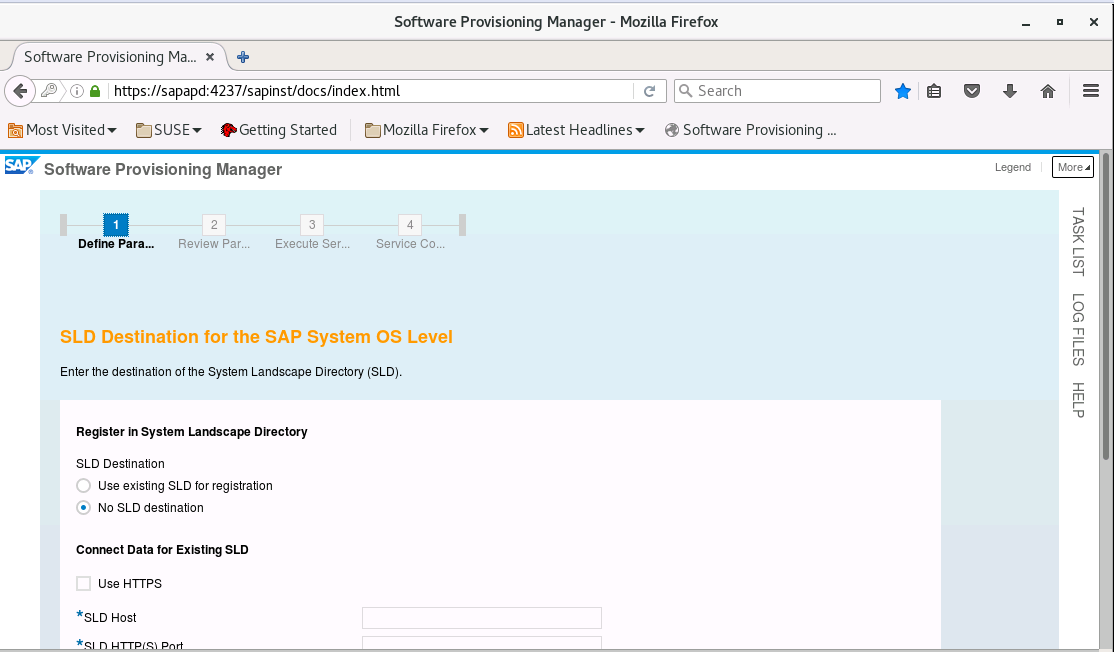 Software Provisioning Manager - Mozilla Firefox
Software Provisioning Ma...
https://sapapd:4237/sapinst/docs/index.html
Search
Most Visited SUSE Getting Started Mozilla Firefox Latest Headlines Software Provisioning ...
SAP Software Provisioning Manager
Legend More
1 2 3 4
Define Para... Review Par... Execute Ser... Service Co...
TASK LIST
LOG FILES
HELP
SLD Destination for the SAP System OS Level
Enter the destination of the System Landscape Directory (SLD).
Register in System Landscape Directory
SLD Destination
Use existing SLD for registration
No SLD destination
Connect Data for Existing SLD
Use HTTPS
*SLD Host
*SLD HTTP(S) Port